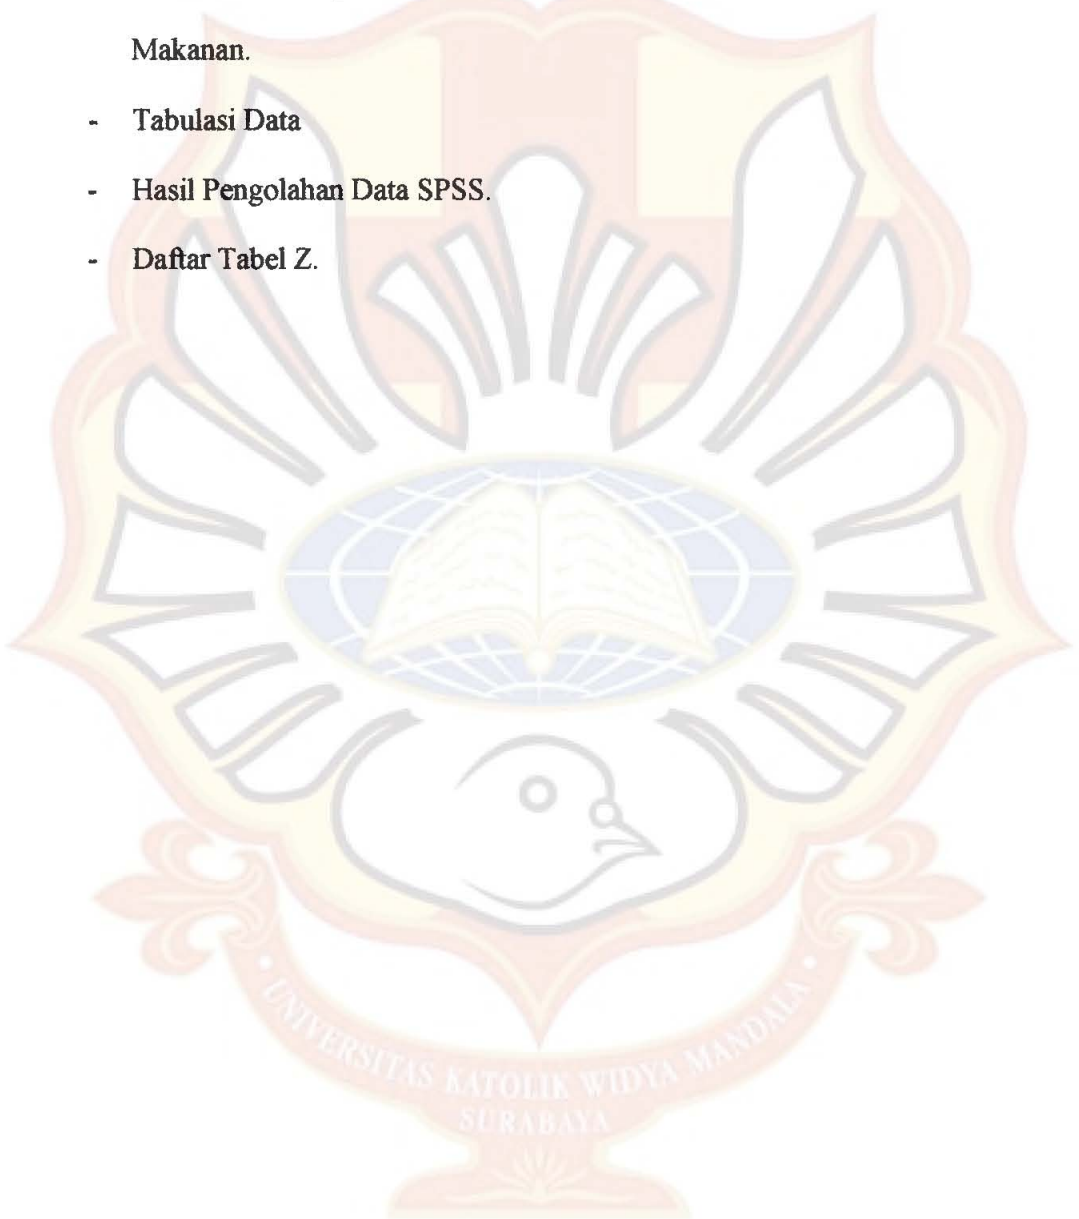 Makanan.
- Tabulasi Data
- Hasil Pengolahan Data SPSS.
- Daftar Tabel Z.
• UNIVERSITAS KATOLIK WIDYA MANDALA •
SURABAYA